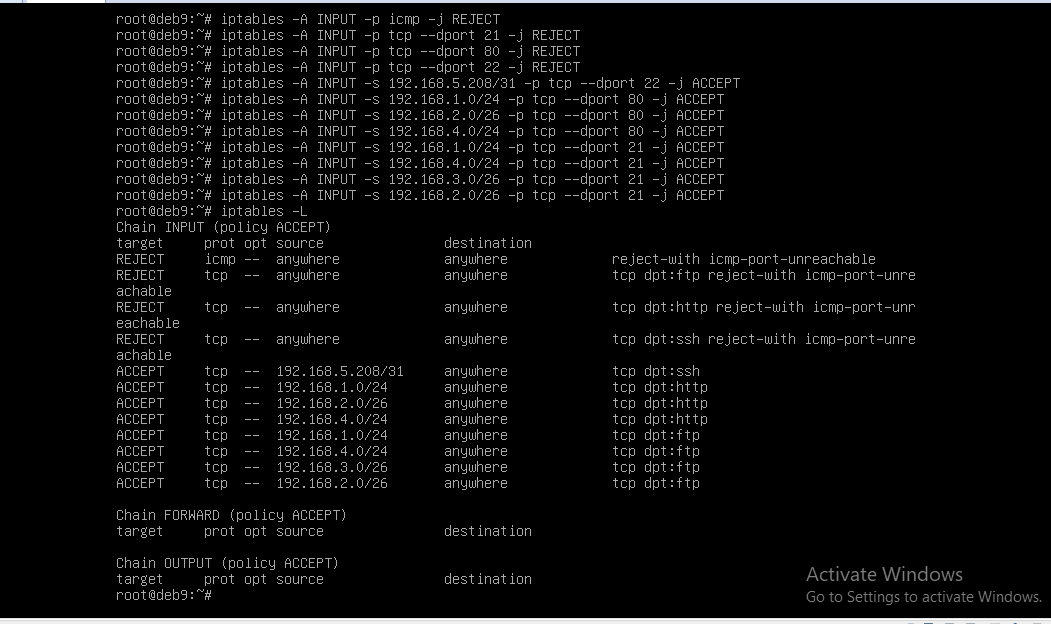 root@deb9:~# iptables -A INPUT -p icmp -j REJECT
root@deb9:~# iptables -A INPUT -p tcp --dport 21 -j REJECT
root@deb9:~# iptables -A INPUT -p tcp --dport 80 -j REJECT
root@deb9:~# iptables -A INPUT -p tcp --dport 22 -j REJECT
root@deb9:~# iptables -A INPUT -s 192.168.5.208/31 -p tcp --dport 22 -j ACCEPT
root@deb9:~# iptables -A INPUT -s 192.168.1.0/24 -p tcp --dport 80 -j ACCEPT
root@deb9:~# iptables -A INPUT -s 192.168.2.0/26 -p tcp --dport 80 -j ACCEPT
root@deb9:~# iptables -A INPUT -s 192.168.4.0/24 -p tcp --dport 80 -j ACCEPT
root@deb9:~# iptables -A INPUT -s 192.168.1.0/24 -p tcp --dport 21 -j ACCEPT
root@deb9:~# iptables -A INPUT -s 192.168.4.0/24 -p tcp --dport 21 -j ACCEPT
root@deb9:~# iptables -A INPUT -s 192.168.3.0/26 -p tcp --dport 21 -j ACCEPT
root@deb9:~# iptables -A INPUT -s 192.168.2.0/26 -p tcp --dport 21 -j ACCEPT
root@deb9:~# iptables -L
Chain INPUT (policy ACCEPT)
target     prot opt source               destination
REJECT     icmp --  anywhere             anywhere             reject-with icmp-port-unreachable
REJECT     tcp  --  anywhere             anywhere             tcp dpt:ftp reject-with icmp-port-unre
achable
REJECT     tcp  --  anywhere             anywhere             tcp dpt:http reject-with icmp-port-unr
eachable
REJECT     tcp  --  anywhere             anywhere             tcp dpt:ssh reject-with icmp-port-unre
achable
ACCEPT     tcp  --  192.168.5.208/31     anywhere             tcp dpt:ssh
ACCEPT     tcp  --  192.168.1.0/24       anywhere             tcp dpt:http
ACCEPT     tcp  --  192.168.2.0/26       anywhere             tcp dpt:http
ACCEPT     tcp  --  192.168.4.0/24       anywhere             tcp dpt:http
ACCEPT     tcp  --  192.168.1.0/24       anywhere             tcp dpt:ftp
ACCEPT     tcp  --  192.168.4.0/24       anywhere             tcp dpt:ftp
ACCEPT     tcp  --  192.168.3.0/26       anywhere             tcp dpt:ftp
ACCEPT     tcp  --  192.168.2.0/26       anywhere             tcp dpt:ftp

Chain FORWARD (policy ACCEPT)
target     prot opt source               destination

Chain OUTPUT (policy ACCEPT)
target     prot opt source               destination
root@deb9:~#
Activate Windows
Go to Settings to activate Windows.